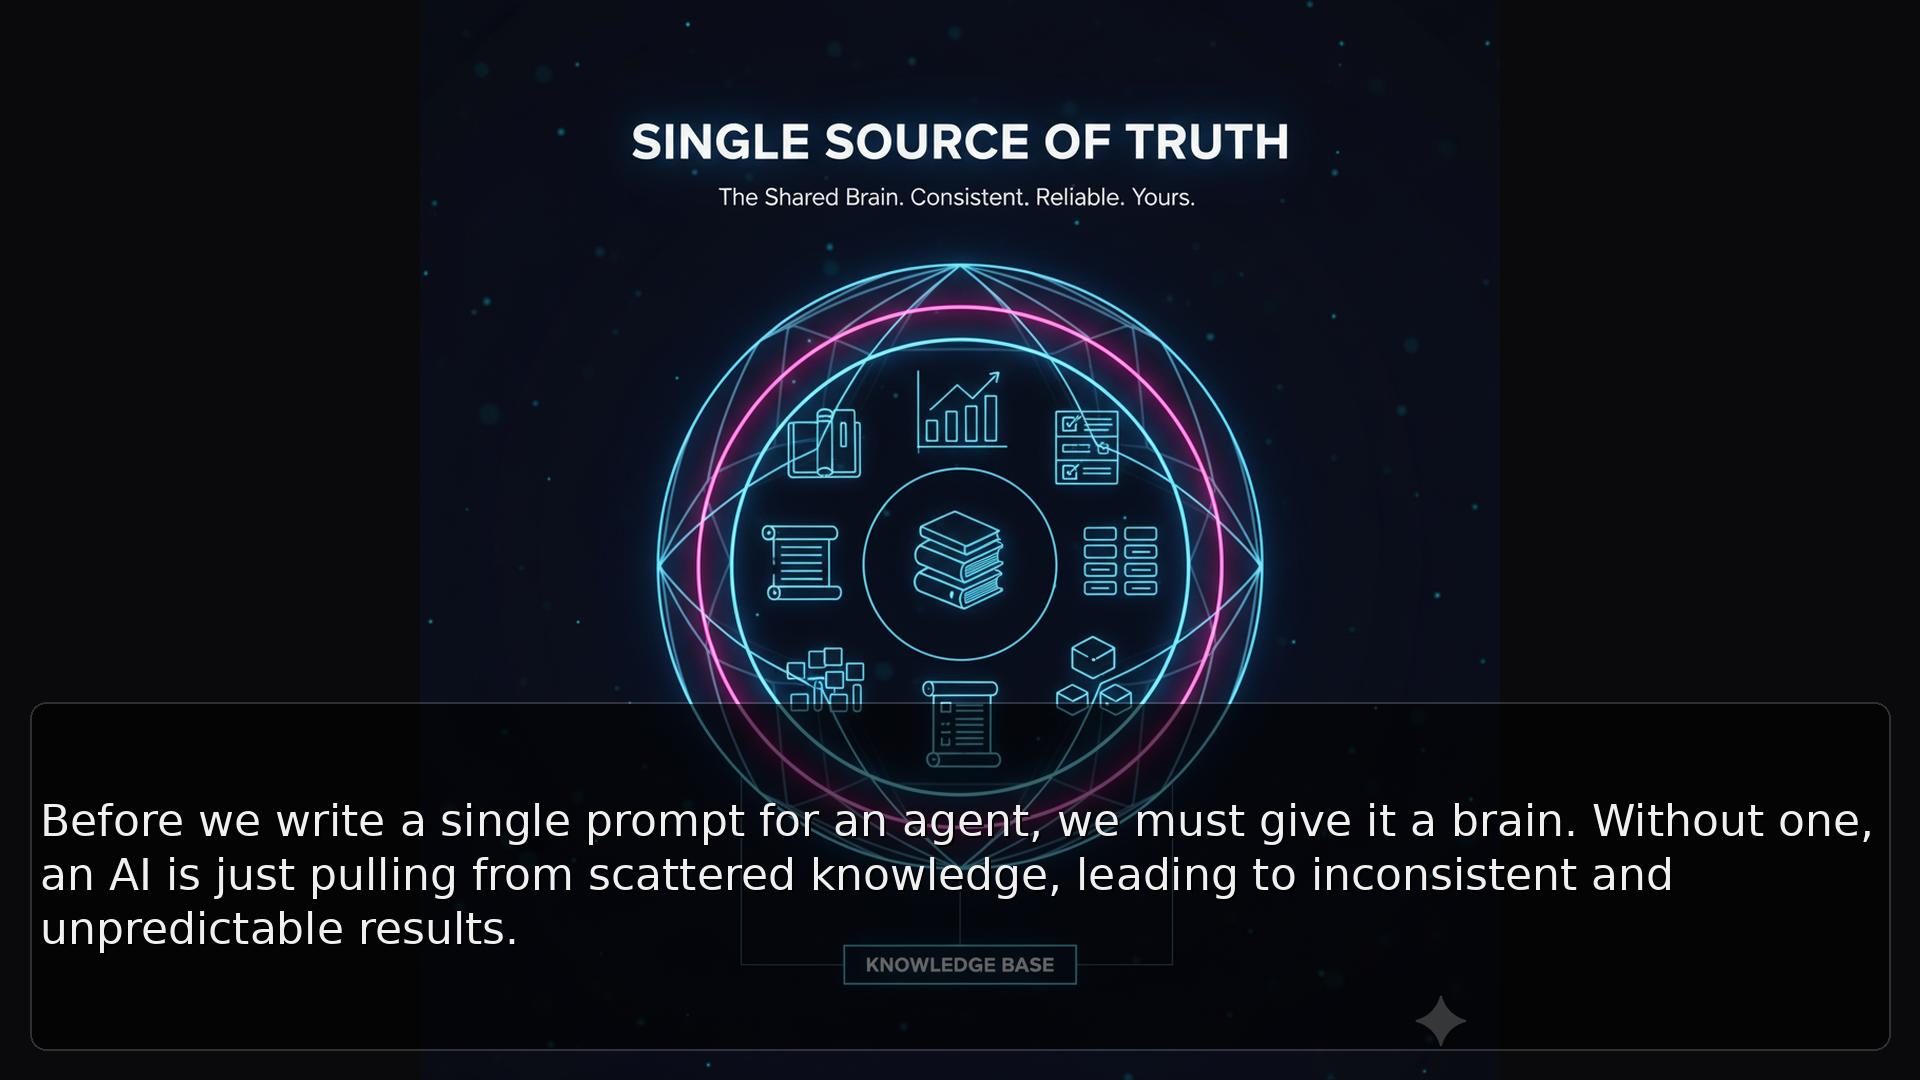 SINGLE SOURCE OF TRUTH
The Shared Brain. Consistent. Reliable. Yours.
Before we write a single prompt for an agent, we must give it a brain. Without one,
an AI is just pulling from scattered knowledge, leading to inconsistent and
unpredictable results.
KNOWLEDGE BASE